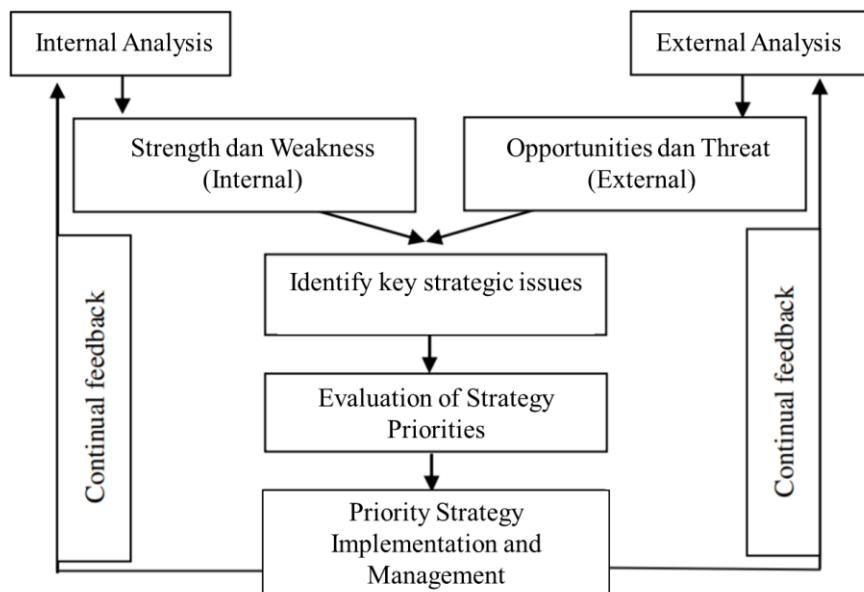 Internal Analysis
External Analysis
Strength dan Weakness
(Internal)
Opportunities dan Threat
(External)
Identify key strategic issues
Evaluation of Strategy
Priorities
Priority Strategy
Implementation and
Management
Continual feedback
Continual feedback